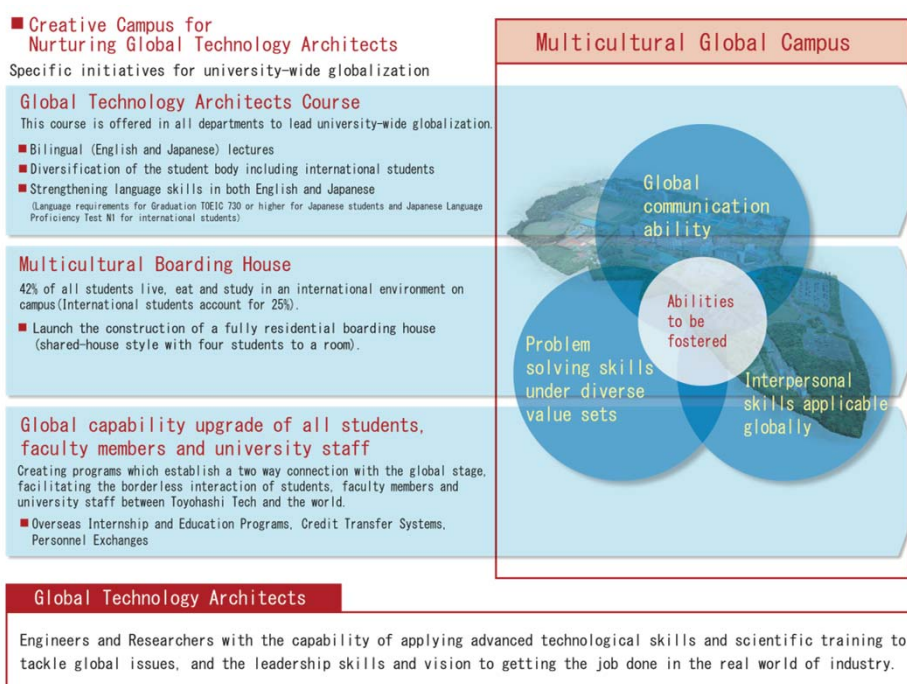 ■ Creative Campus for
Nurturing Global Technology Architects
Specific initiatives for university-wide globalization
Global Technology Architects Course
This course is offered in all departments to lead university-wide globalization.
■ Bilingual (English and Japanese) lectures
■ Diversification of the student body including international students
■ Strengthening language skills in both English and Japanese
(Language requirements for Graduation TOEIC 730 or higher for Japanese students and Japanese Language
Proficiency Test N1 for international students)
Multicultural Boarding House
42% of all students live, eat and study in an international environment on
campus(International students account for 25%).
■ Launch the construction of a fully residential boarding house
(shared-house style with four students to a room).
Global capability upgrade of all students,
faculty members and university staff
Creating programs which establish a two way connection with the global stage,
facilitating the borderless interaction of students, faculty members and
university staff between Toyohashi Tech and the world.
■ Overseas Internship and Education Programs, Credit Transfer Systems,
Personnel Exchanges
Multicultural Global Campus
Global
communication
ability
Abilities
to be
fostered
Problem
solving skills
under diverse
value sets
Interpersonal
skills applicable
globally
Global Technology Architects
Engineers and Researchers with the capability of applying advanced technological skills and scientific training to
tackle global issues, and the leadership skills and vision to getting the job done in the real world of industry.